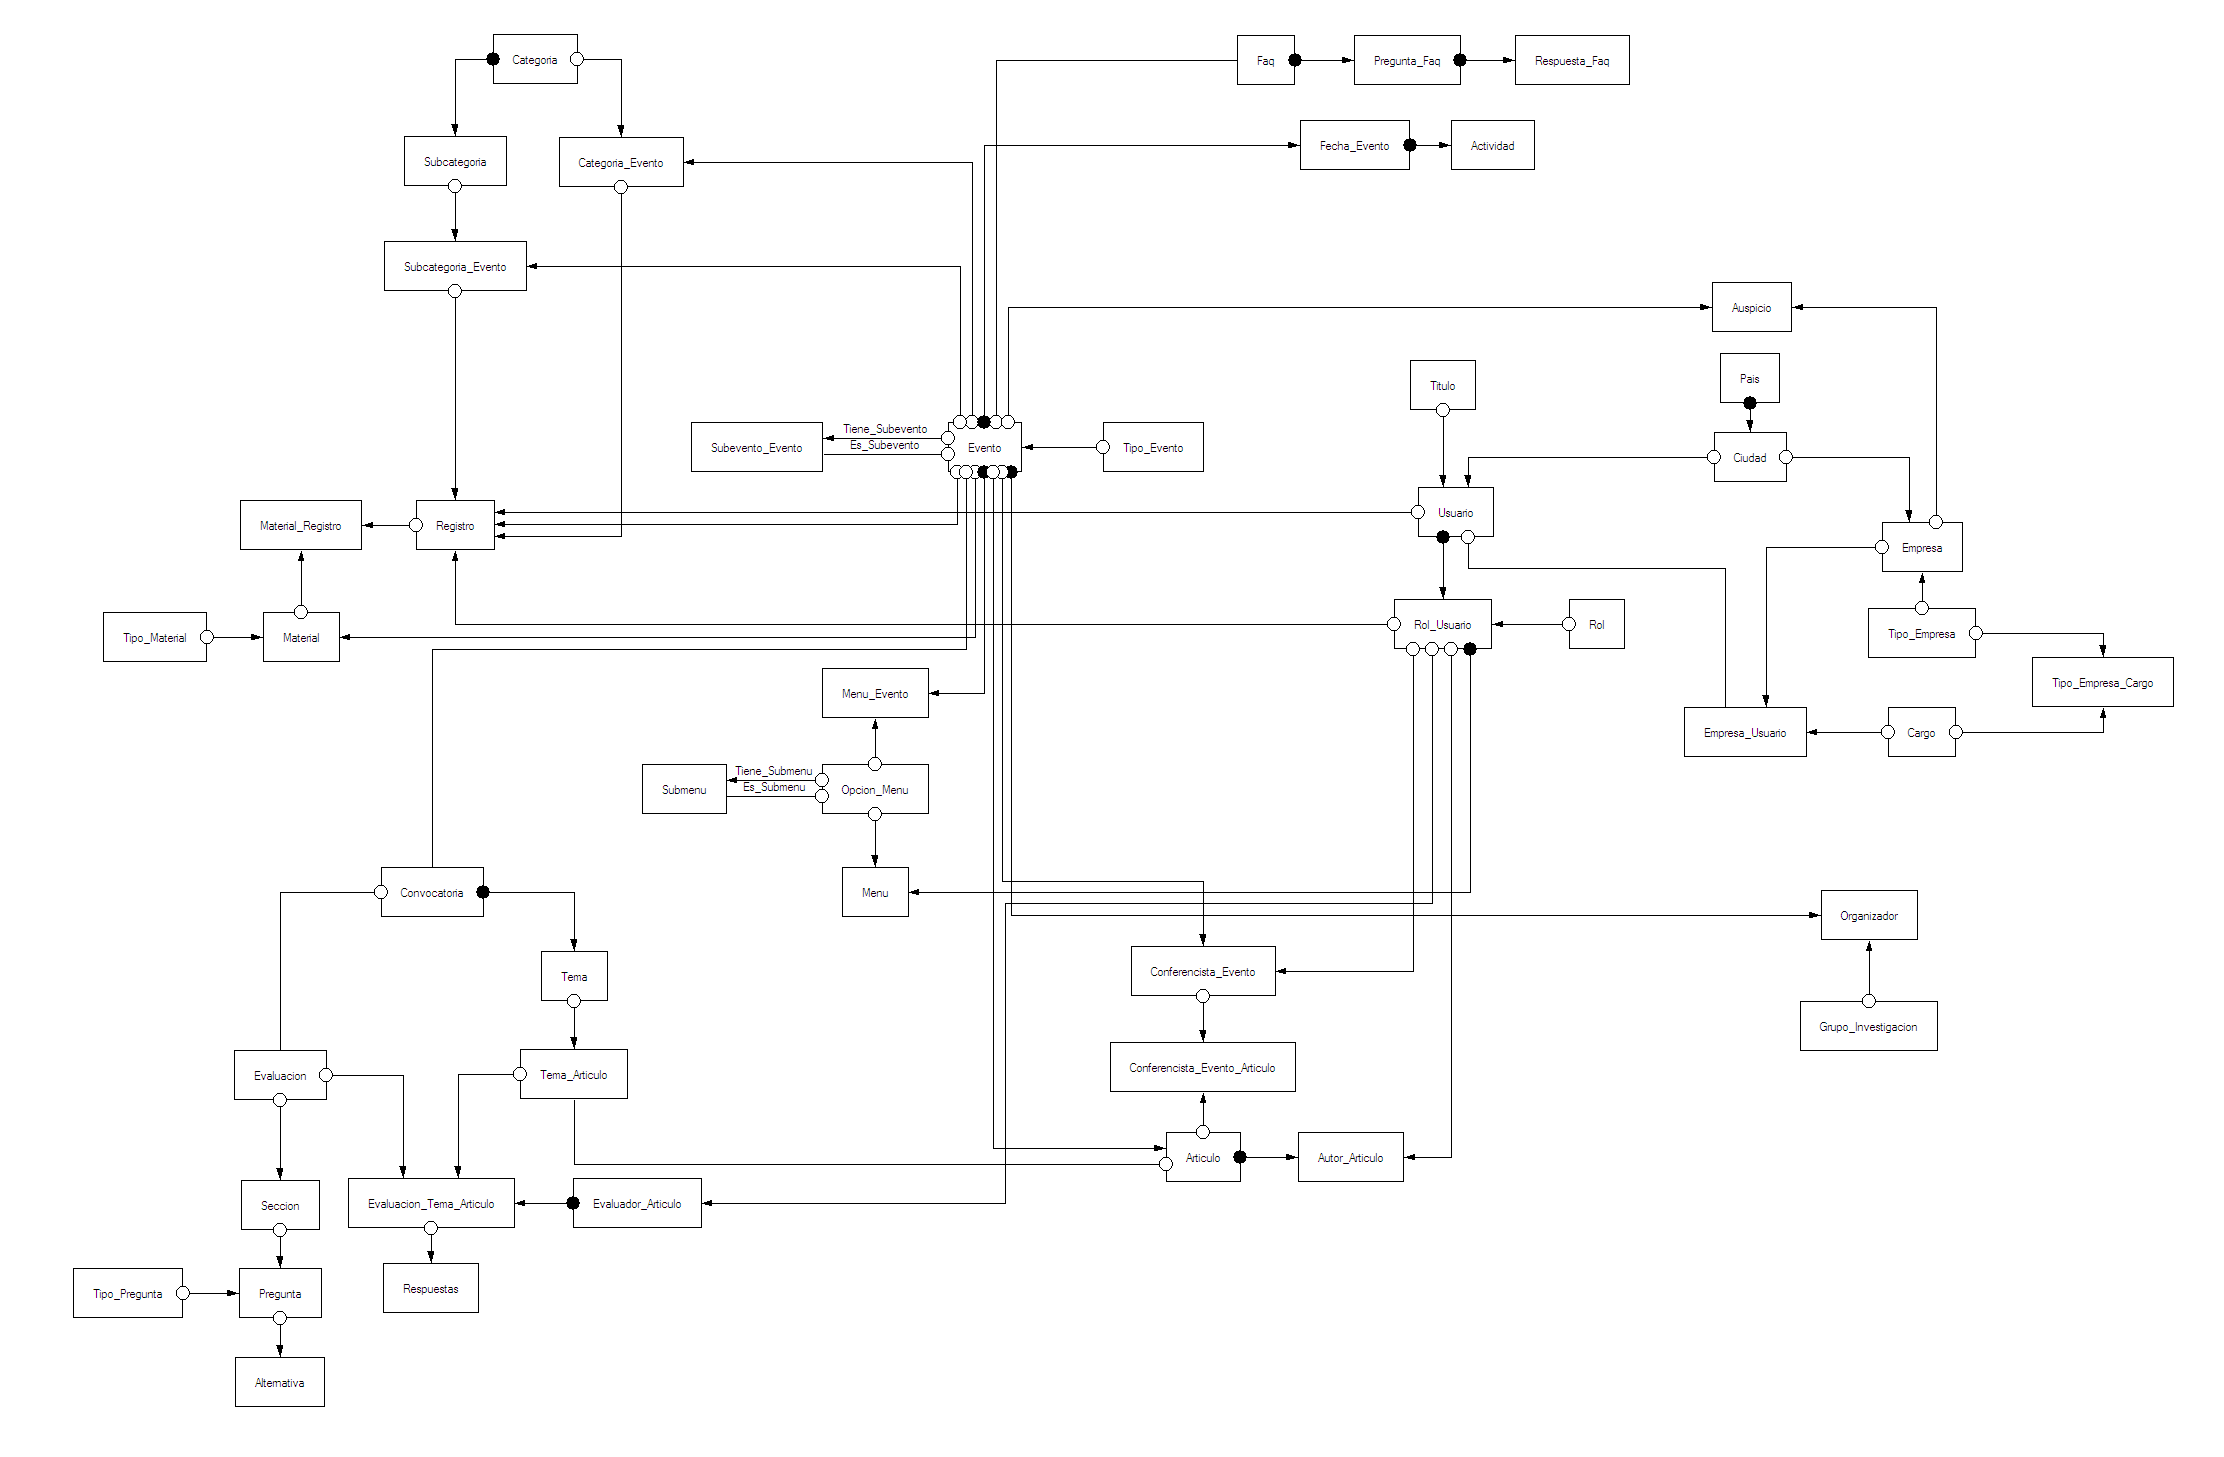 Categoria
Faq
Pregunta_Faq
Respuesta_Faq
Fecha_Evento
Actividad
Subcategoria
Categoria_Evento
Subcategoria_Evento
Auspicio
Titulo
Pais
Tiene_Subevento
Es_Subevento
Subevento_Evento
Evento
Tipo_Evento
Ciudad
Material_Registro
Registro
Usuario
Empresa
Tipo_Material
Material
Rol_Usuario
Rol
Tipo_Empresa
Menu_Evento
Tipo_Empresa_Cargo
Empresa_Usuario
Cargo
Tiene_Submenu
Es_Submenu
Submenu
Opcion_Menu
Convocatoria
Menu
Organizador
Tema
Conferencista_Evento
Grupo_Investigacion
Evaluacion
Tema_Articulo
Conferencista_Evento_Articulo
Articulo
Autor_Articulo
Seccion
Evaluacion_Tema_Articulo
Evaluador_Articulo
Tipo_Pregunta
Pregunta
Respuestas
Alternativa